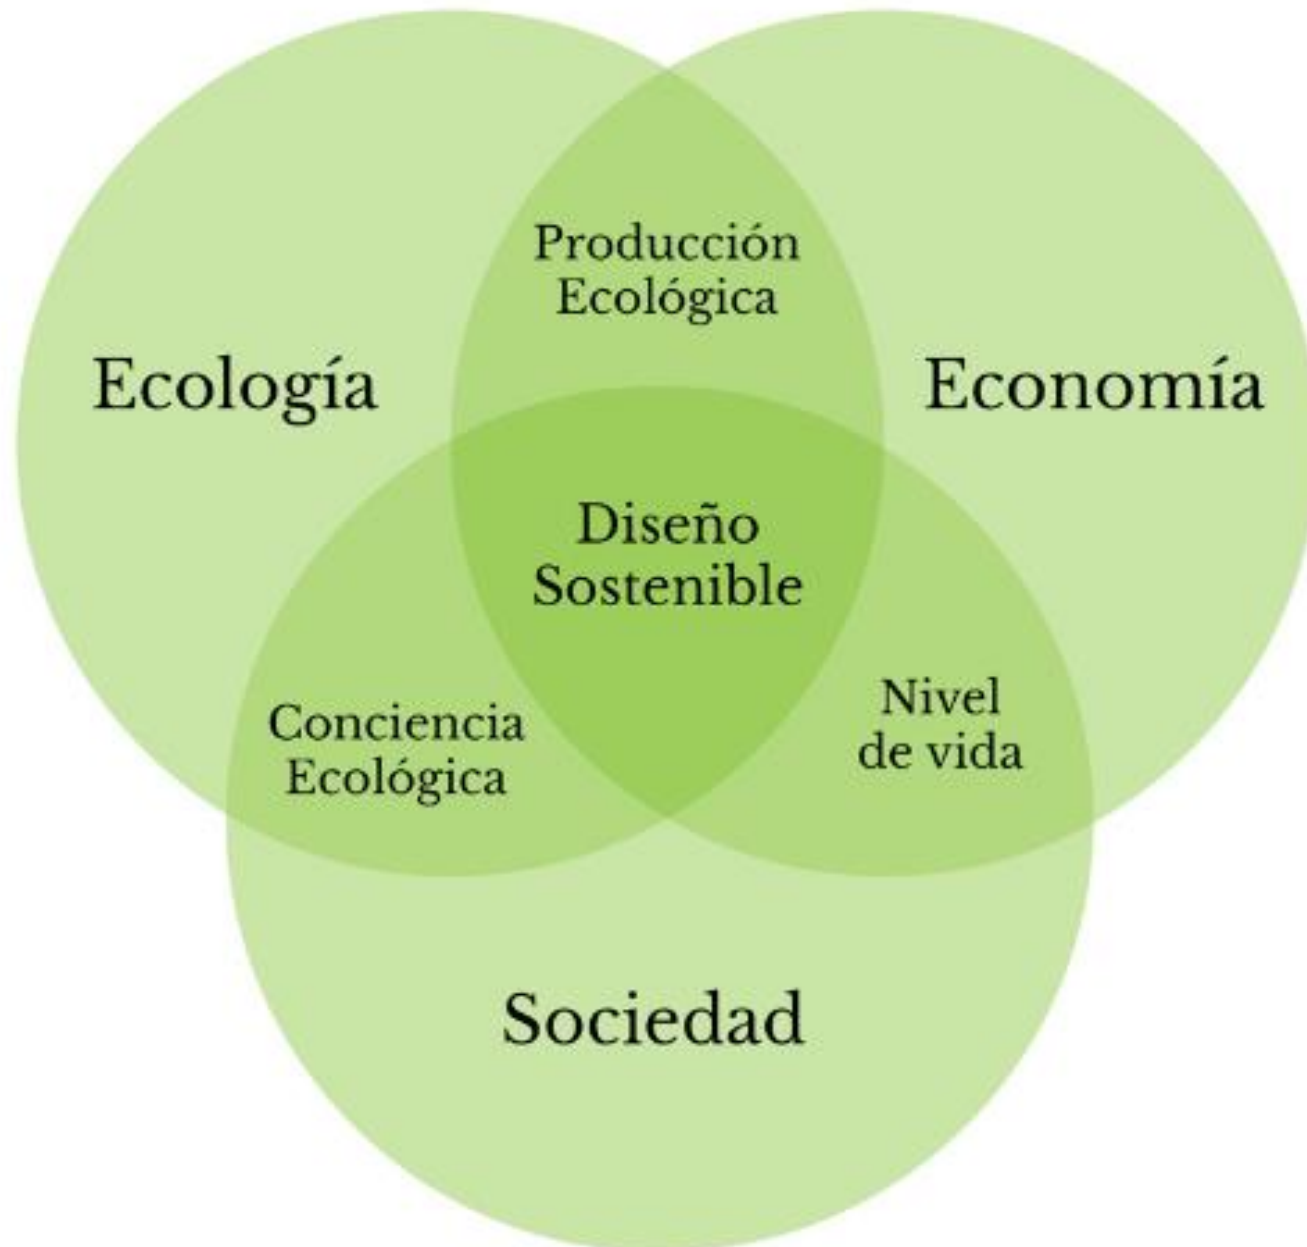 Producción
Ecológica
Ecología
Economía
Diseño
Sostenible
Conciencia
Ecológica
Nivel
de vida
Sociedad